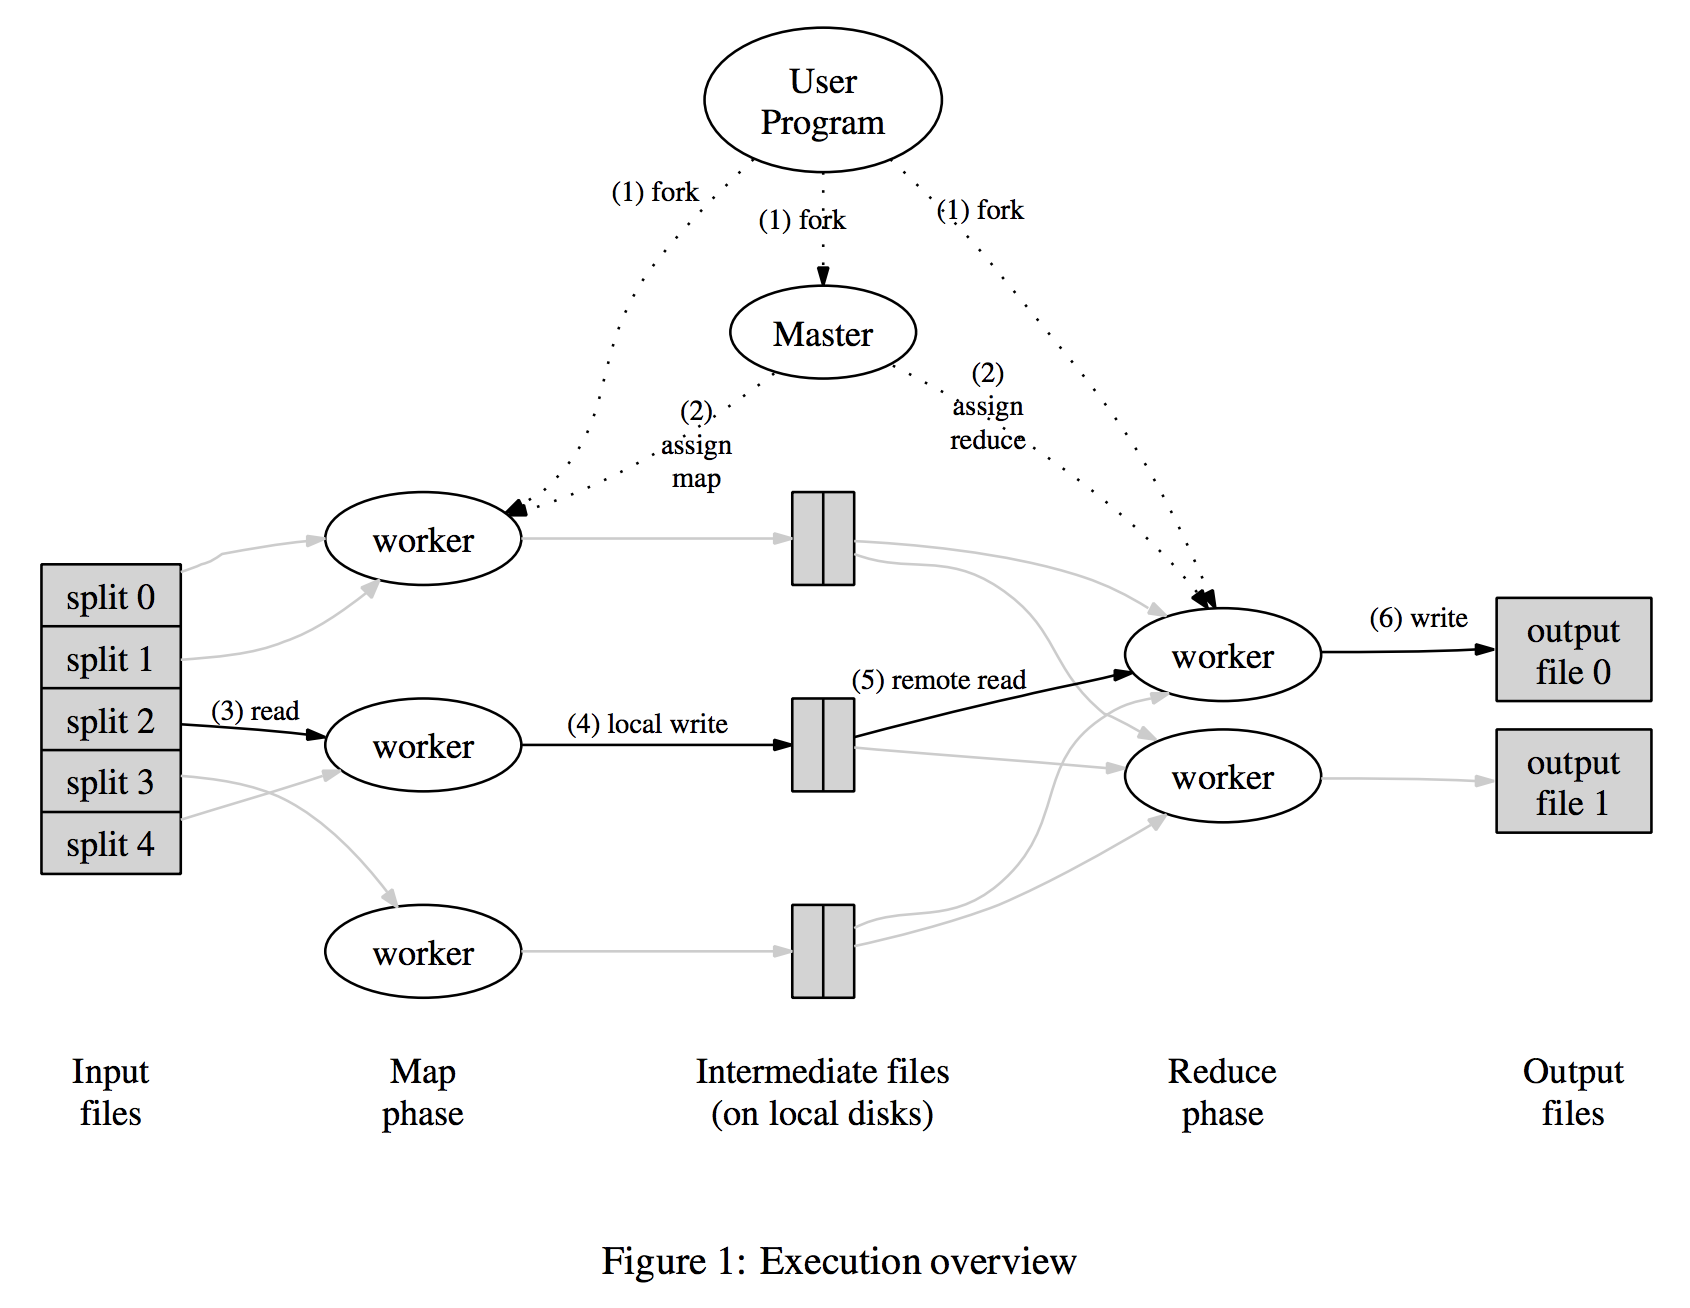 User
Program
(1) fork
(1) fork
(1) fork
Master
(2)
assign
map
(2)
assign
reduce
worker
split 0
split 1
split 2
split 3
split 4
(3) read
worker
(4) local write
(5) remote read
worker
(6) write
output
file 0
worker
output
file 1
worker
Input
files
Map
phase
Intermediate files
(on local disks)
Reduce
phase
Output
files
Figure 1: Execution overview